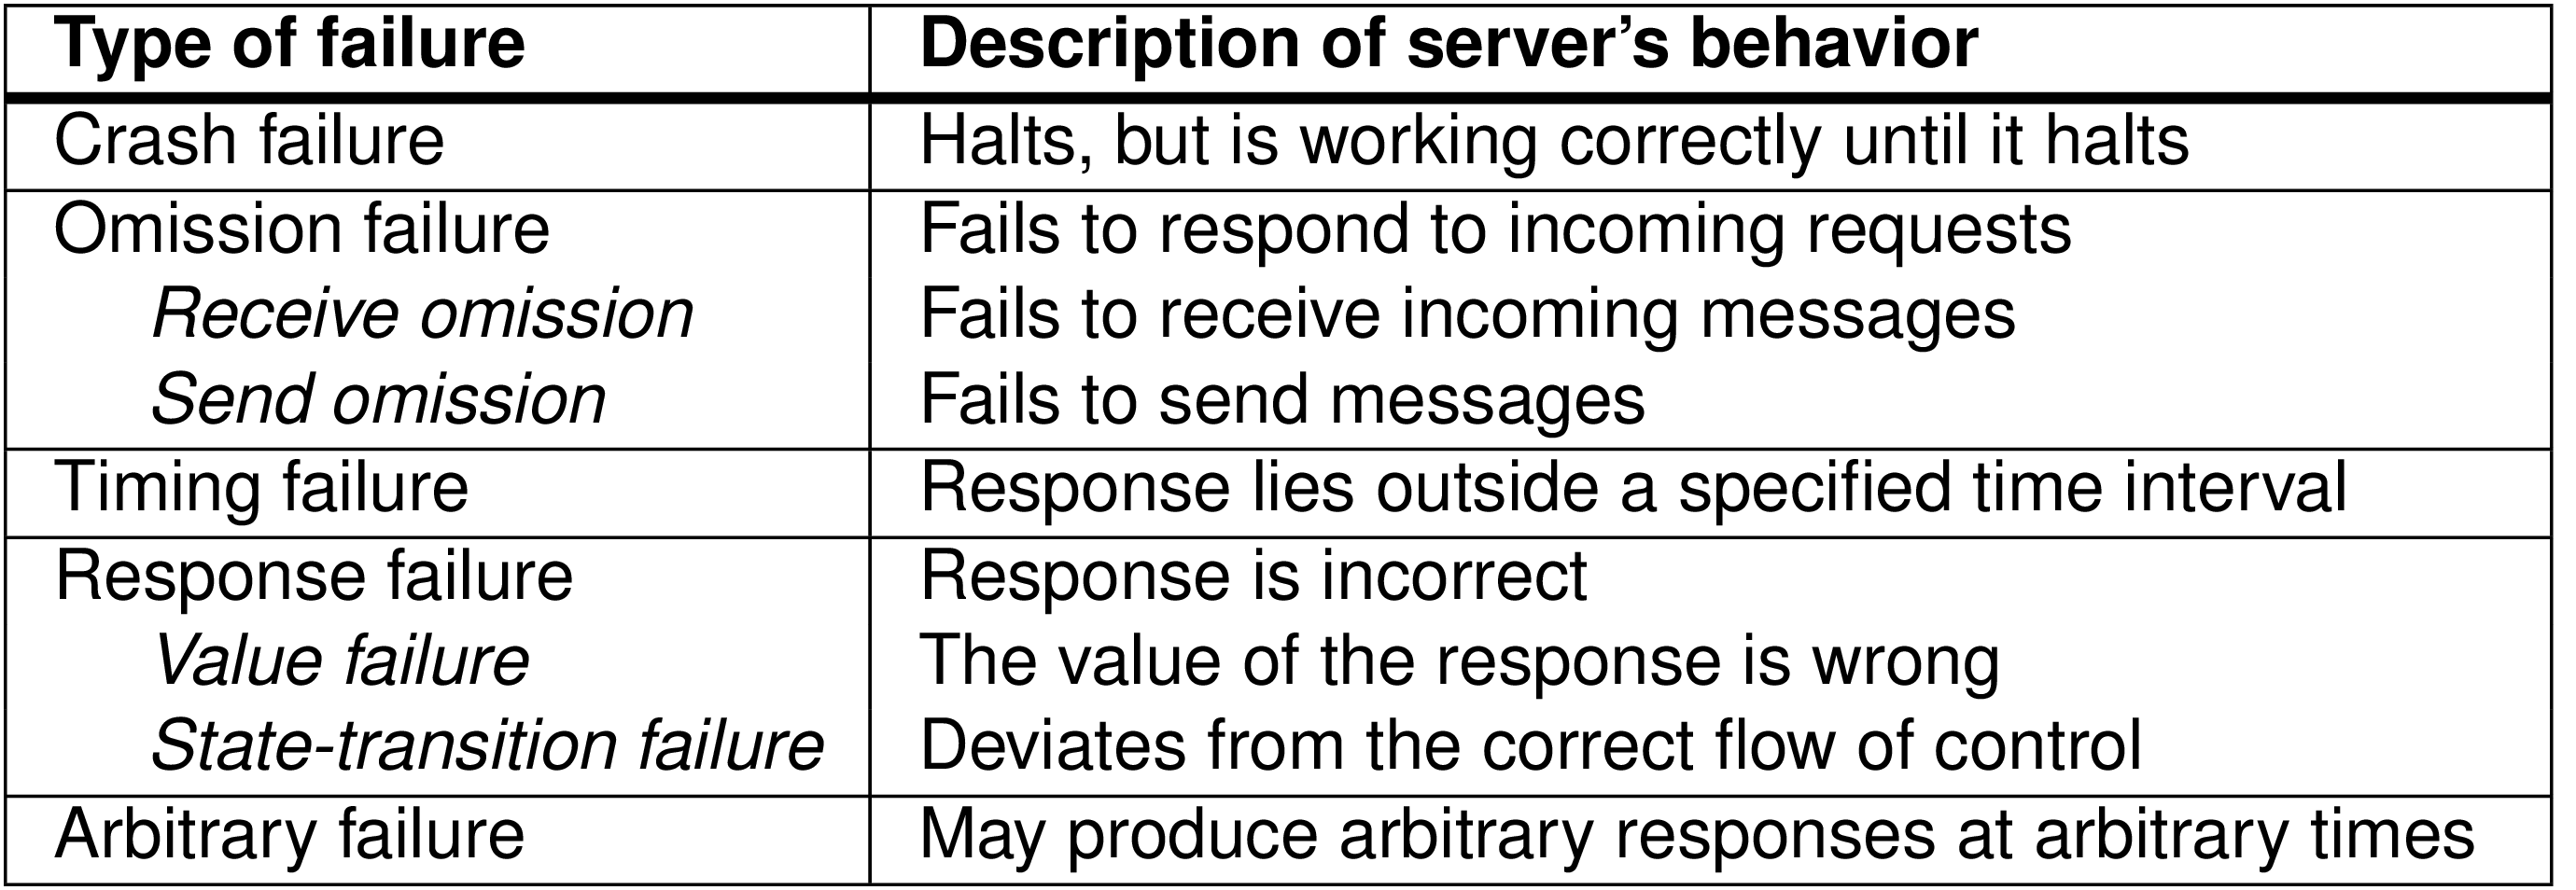 Type of failure Description of server’s behavior
Crash failure Halts, but is working correctly until it halts
Omission failure Fails to respond to incoming requests
Receive omission Fails to receive incoming messages
Send omission Fails to send messages
Timing failure Response lies outside a specified time interval
Response failure Response is incorrect
Value failure The value of the response is wrong
State-transition failure Deviates from the correct flow of control
Arbitrary failure May produce arbitrary responses at arbitrary times